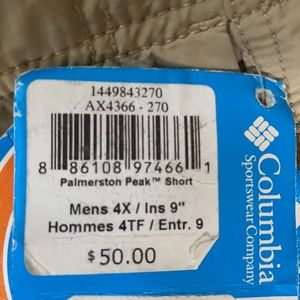 1449843270
AX4366 - 270
8 86108 97466 1
Palmerston Peak™ Short
Mens 4X / Ins 9"
Hommes 4TF / Entr. 9
$50.00
Columbia
Sportswear Company